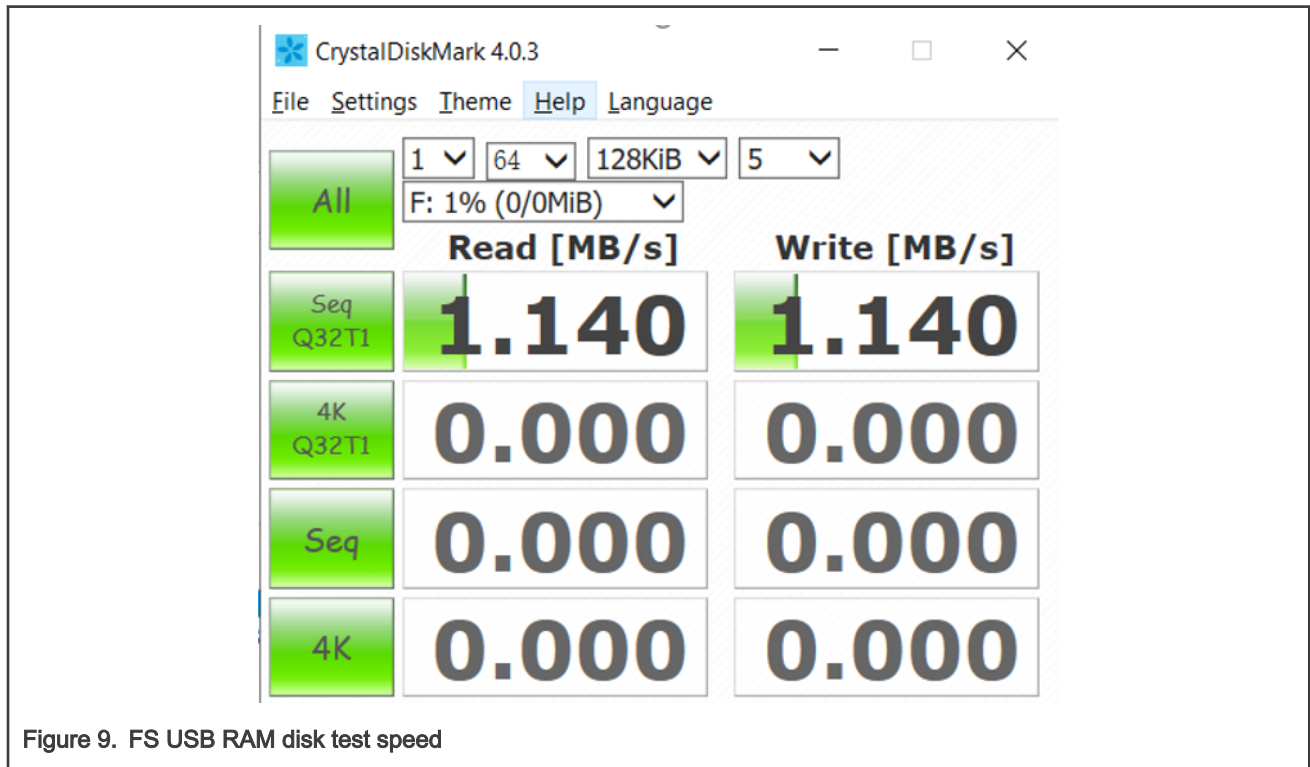 CrystalDiskMark 4.0.3
File Settings Theme Help Language
All 1 64 128KiB 5
F: 1% (0/0MiB)
Read [MB/s] Write [MB/s]
Seq Q32T1 1.140 1.140
4K Q32T1 0.000 0.000
Seq 0.000 0.000
4K 0.000 0.000
Figure 9. FS USB RAM disk test speed